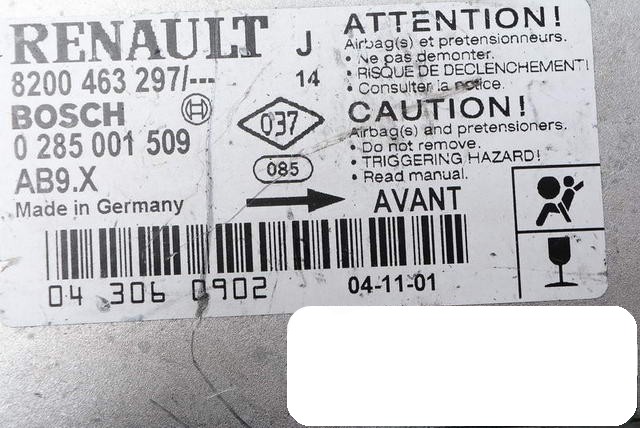 RENAULT J
8200 463 297/--- 14
BOSCH
0 285 001 509
AB9.X
Made in Germany
037
085
ATTENTION!
Airbag(s) et pretensionneurs.
• Ne pas demonter.
• RISQUE DE DECLENCHEMENT!
• Consulter la notice.
CAUTION!
Airbag(s) and pretensioners.
• Do not remove.
• TRIGGERING HAZARD!
• Read manual.
AVANT
04 3060 0902
04-11-01